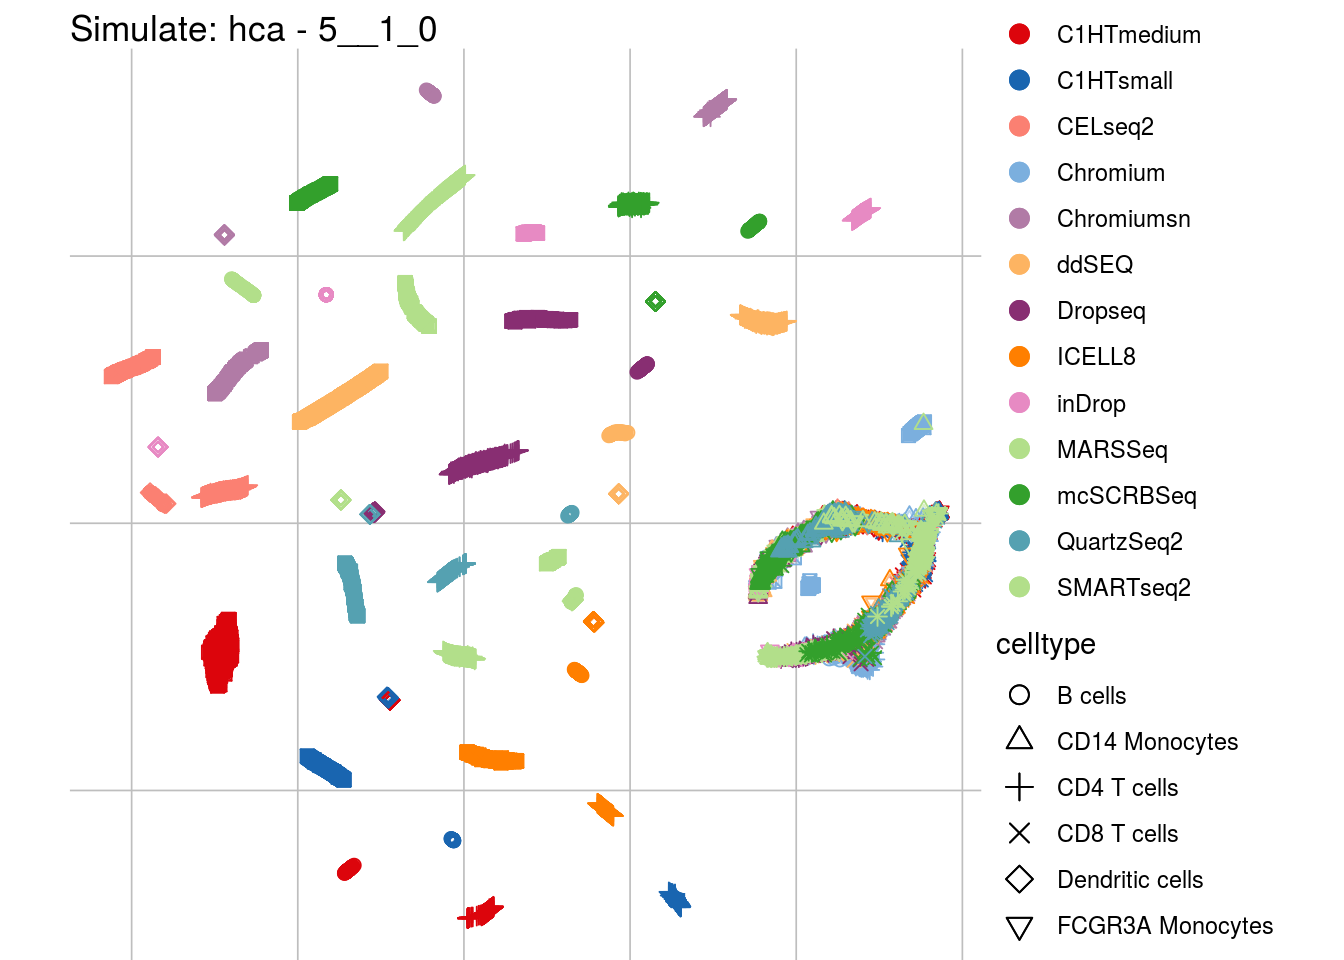 Simulate: hca - 5__1_0
C1HTmedium
C1HTsmall
CELseq2
Chromium
Chromiumsn
ddSEQ
Dropseq
ICELL8
inDrop
MARSSeq
mcSCRBSeq
QuartzSeq2
SMARTseq2
celltype
B cells
CD14 Monocytes
CD4 T cells
CD8 T cells
Dendritic cells
FCGR3A Monocytes